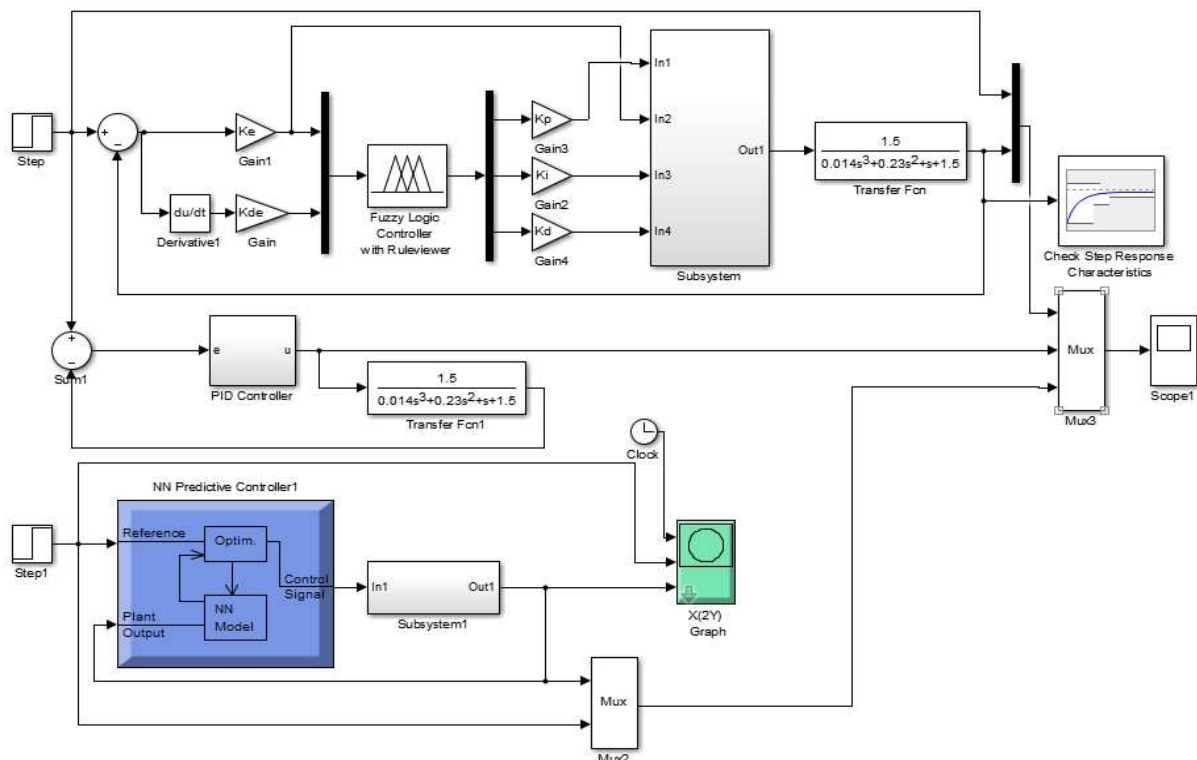 Step
+
−
Ke
Gain1
du/dt
Derivative1
Kde
Gain
Fuzzy Logic
Controller
with Ruleviewer
Kp
Gain3
Ki
Gain2
Kd
Gain4
In1
In2
In3
In4
Out1
Subsystem
1.5
0.014s³+0.23s²+s+1.5
Transfer Fcn
Check Step Response
Characteristics
+
−
Sum1
e
u
PID Controller
1.5
0.014s³+0.23s²+s+1.5
Transfer Fcn1
Mux
Mux3
Scope1
Clock
Step1
NN Predictive Controller1
Reference
Optim.
Control
Signal
Plant
Output
NN
Model
In1
Out1
Subsystem1
X(2Y)
Graph
Mux
Mux2